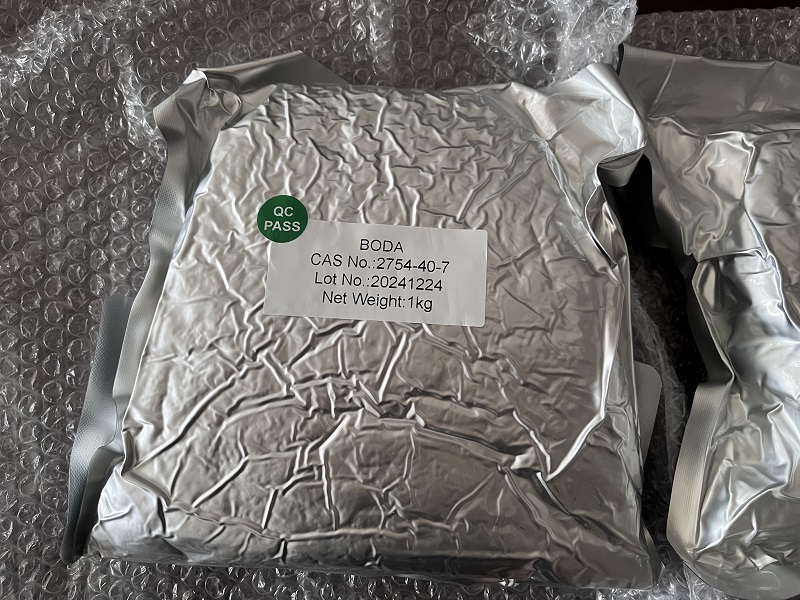 QC
PASS
BODA
CAS No.:2754-40-7
Lot No.:20241224
Net Weight:1kg